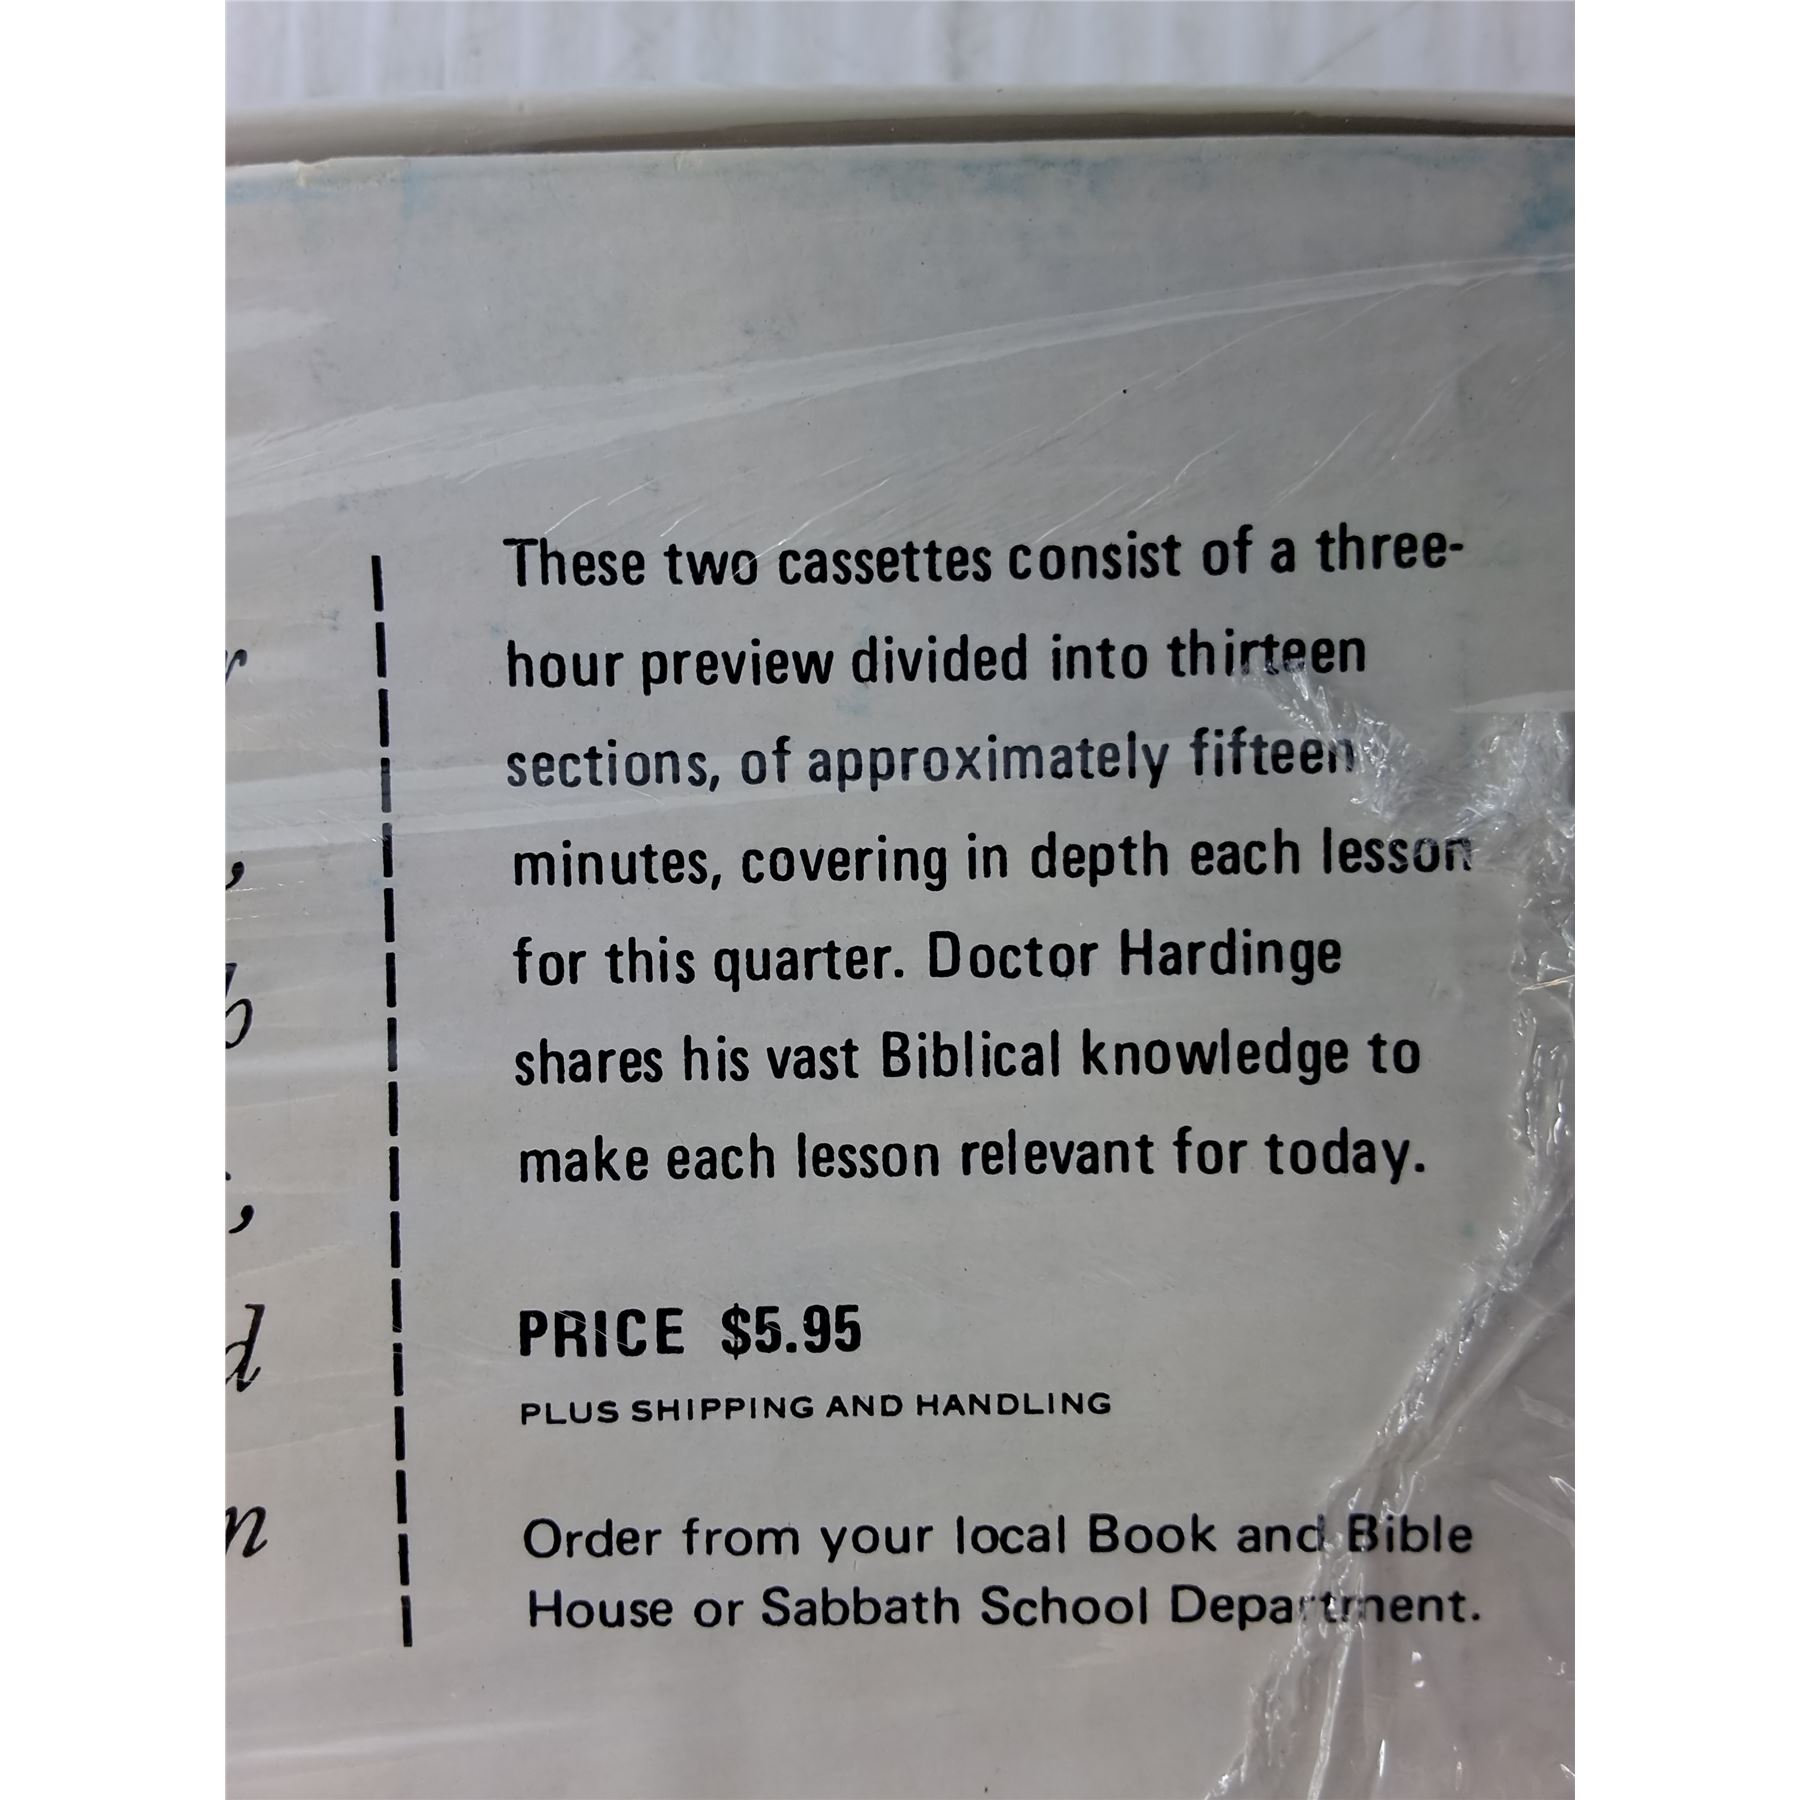 These two cassettes consist of a three-
hour preview divided into thirteen
sections, of approximately fifteen
minutes, covering in depth each lesson
for this quarter. Doctor Hardinge
shares his vast Biblical knowledge to
make each lesson relevant for today.
PRICE $5.95
PLUS SHIPPING AND HANDLING
Order from your local Book and Bible
House or Sabbath School Department.